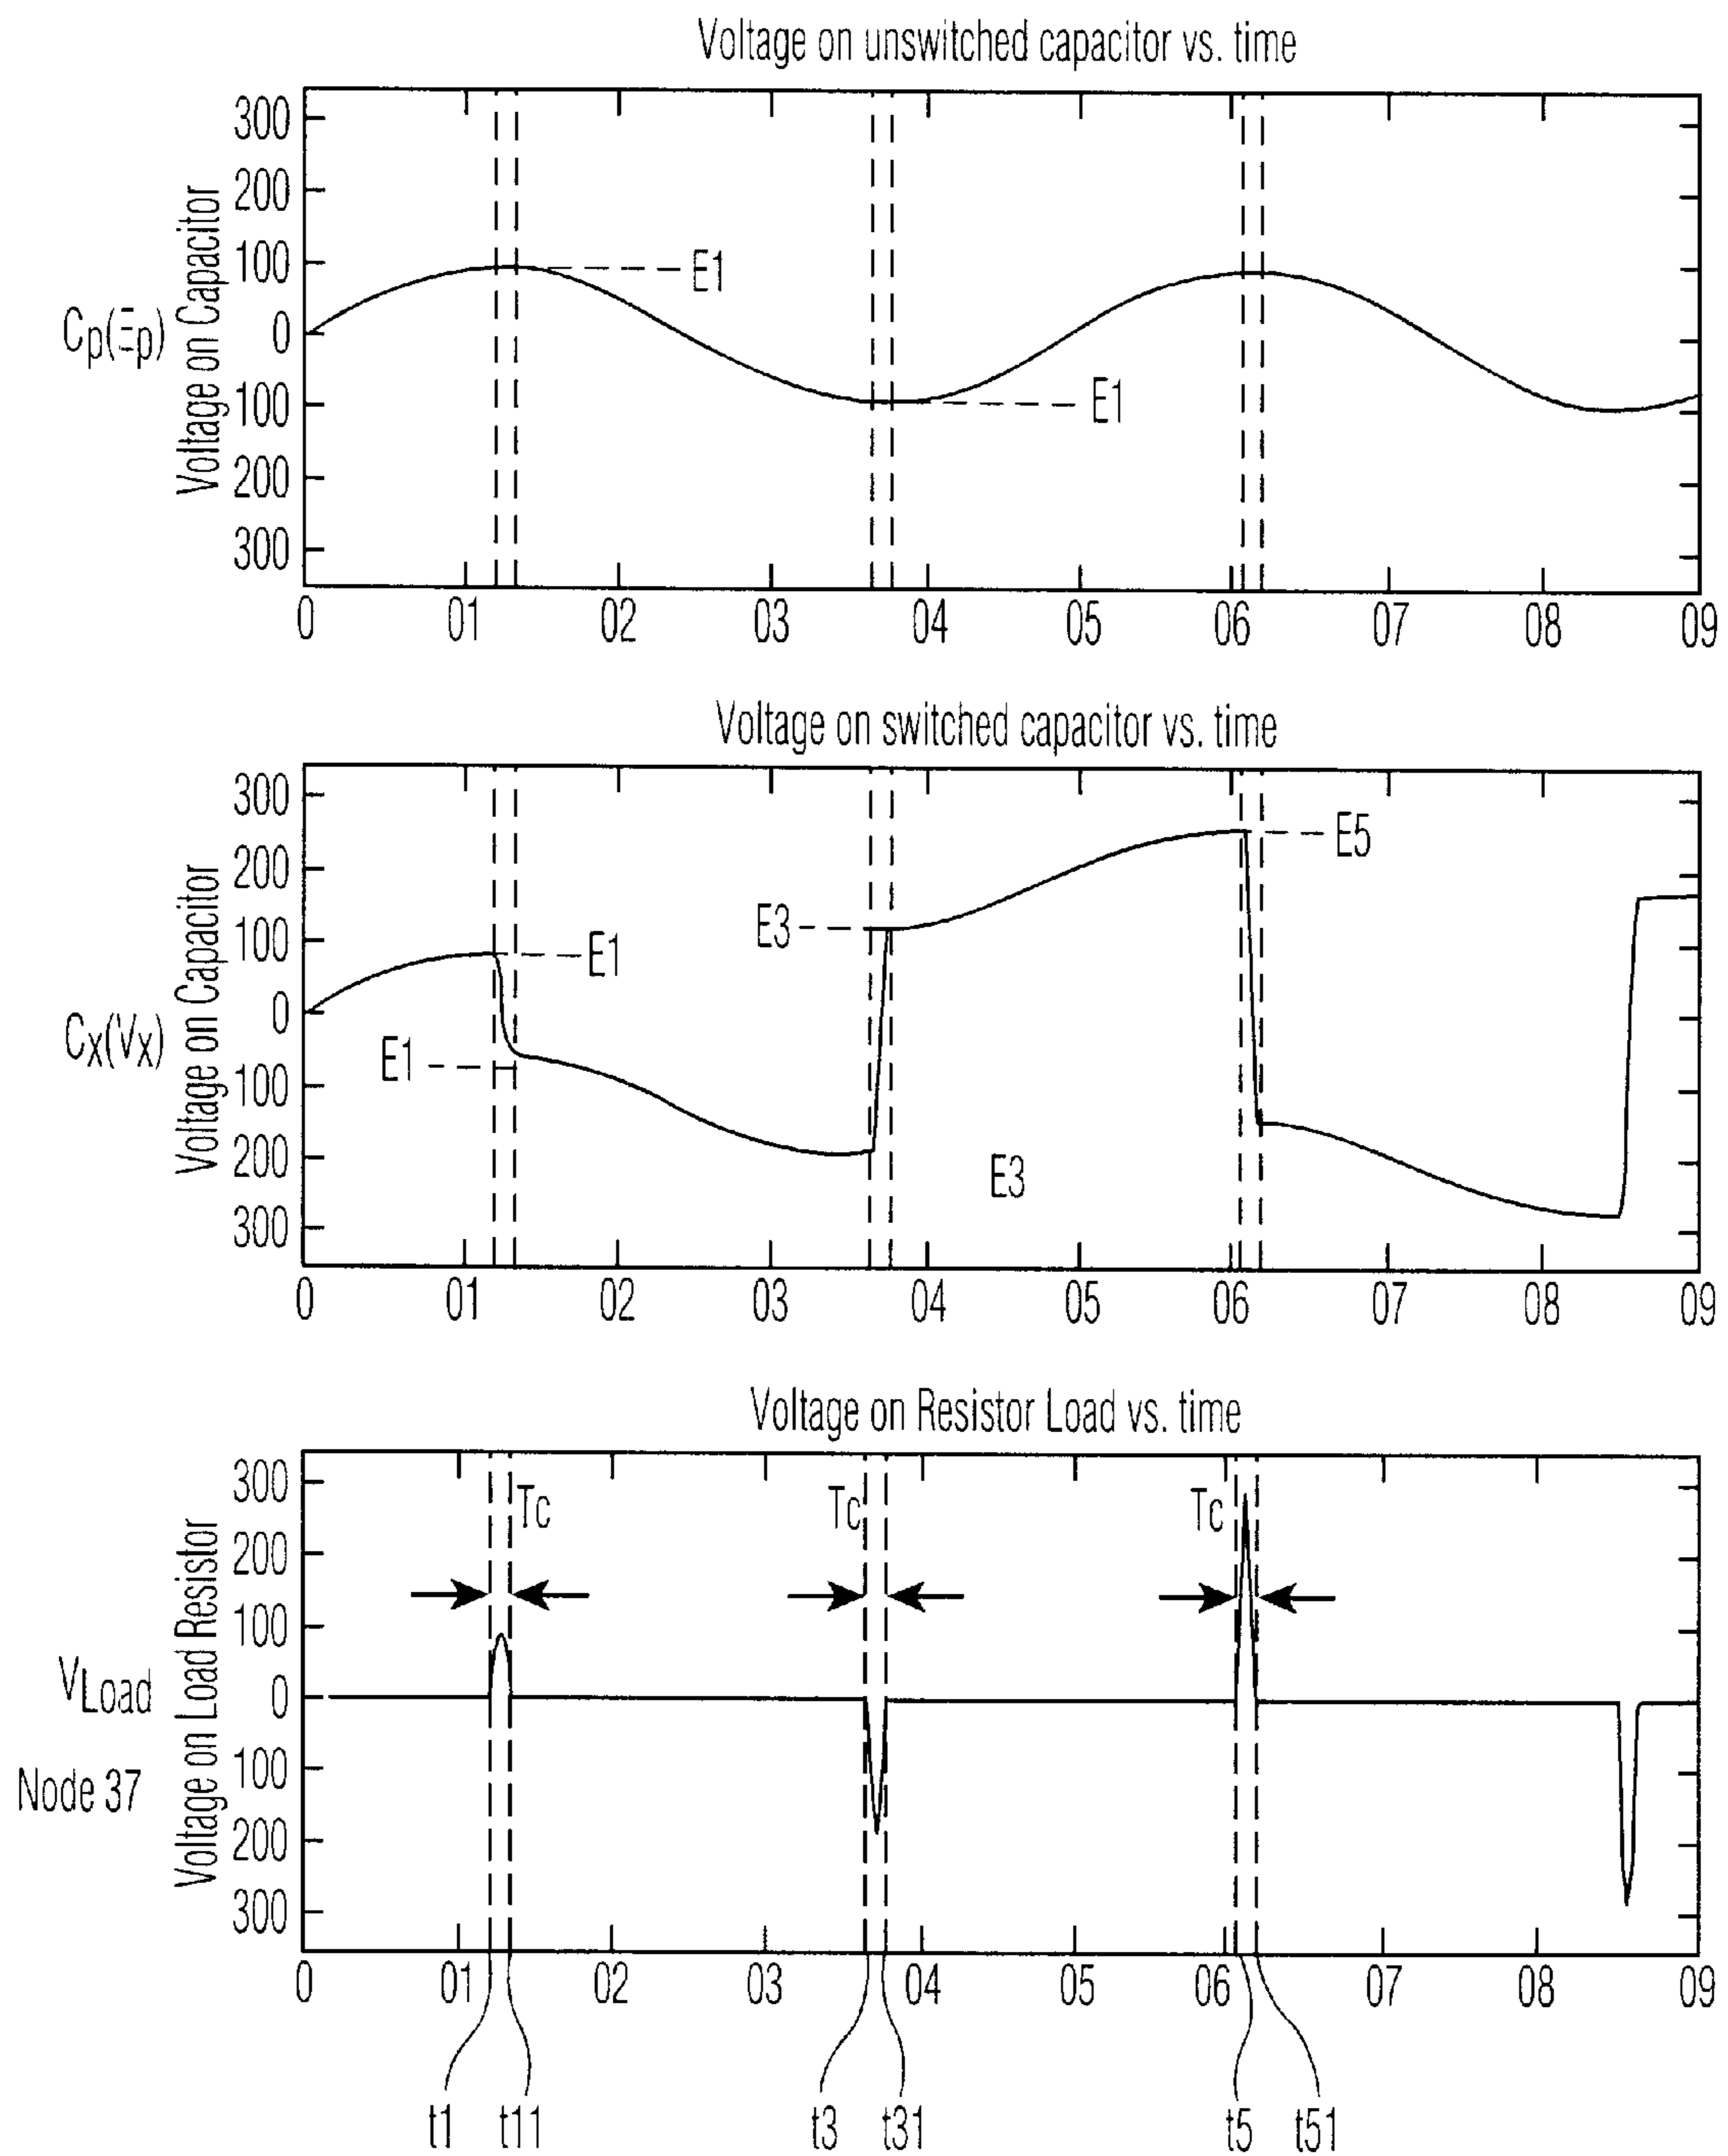 Voltage on unswitched capacitor vs. time
Cp(Ep)
Voltage on Capacitor
300
200
100
0
100
200
300
E1
E1
0 01 02 03 04 05 06 07 08 09
Voltage on switched capacitor vs. time
Cx(Vx)
Voltage on Capacitor
300
200
100
0
100
200
300
E5
E3
E1
E1
E3
0 01 02 03 04 05 06 07 08 09
Voltage on Resistor Load vs. time
VLoad
Node 37
Voltage on Load Resistor
300
200
100
0
100
200
300
Tc Tc Tc
0 01 02 03 04 05 06 07 08 09
t1 t11 t3 t31 t5 t51